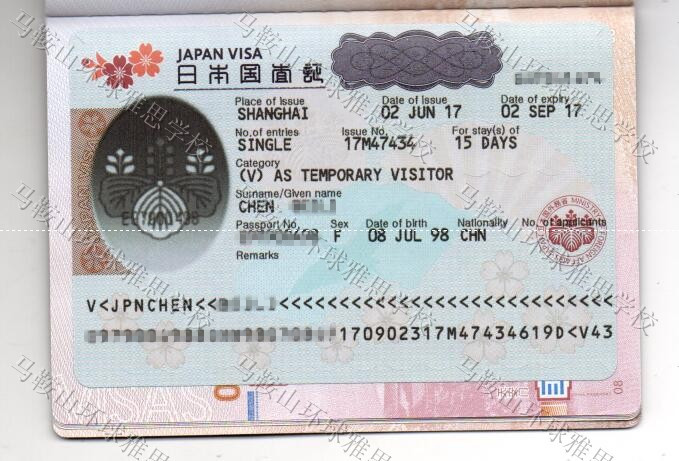 JAPAN VISA
日本国査証
Place of issue Date of issue Date of expiry
SHANGHAI 02 JUN 17 02 SEP 17
No.of entries Issue No. For stay(s) of
SINGLE 17M47434 15 DAYS
Category
(V) AS TEMPORARY VISITOR
Surname/Given name
CHEN
Passport No. Sex Date of birth Nationality No. of applicants
F 08 JUL 98 CHN
Remarks
V<JPNCHEN<<
170902317M47434619D<V43
08
马鞍山环球雅思学校